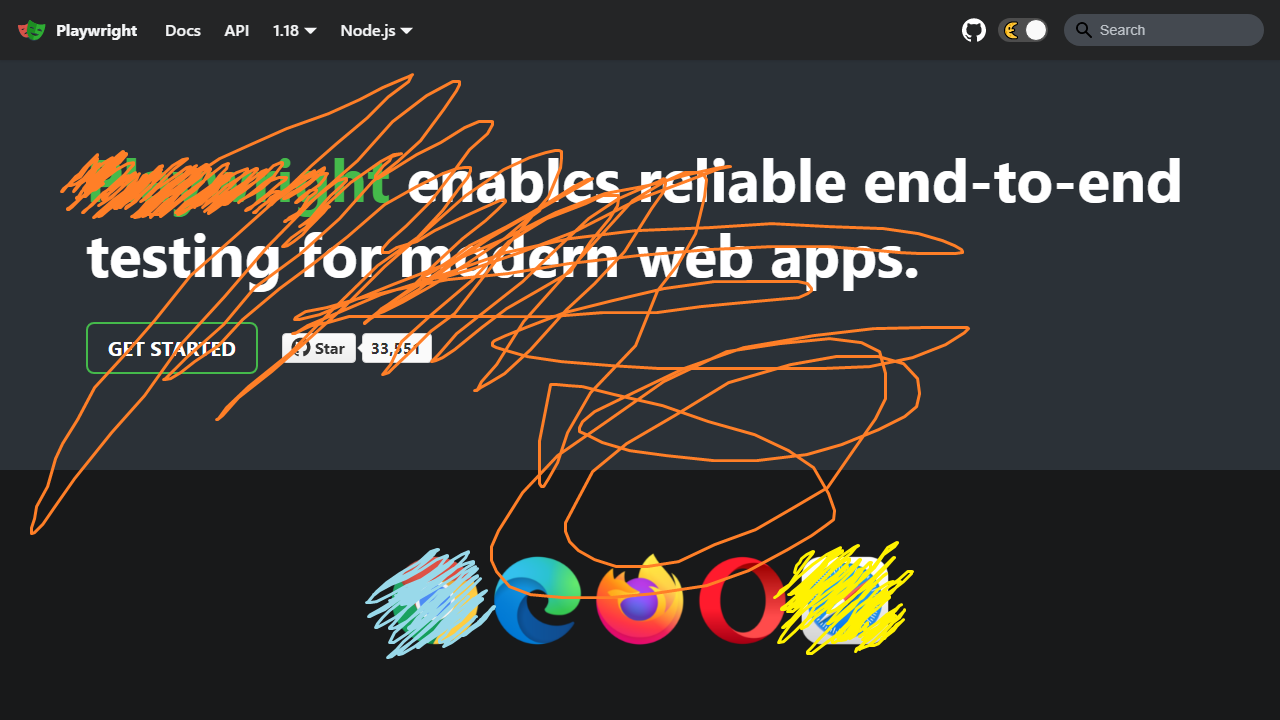 Playwright
Docs
API
1.18
Node.js
Search
Playwright enables reliable end-to-end
testing for modern web apps.
GET STARTED
Star
33,551